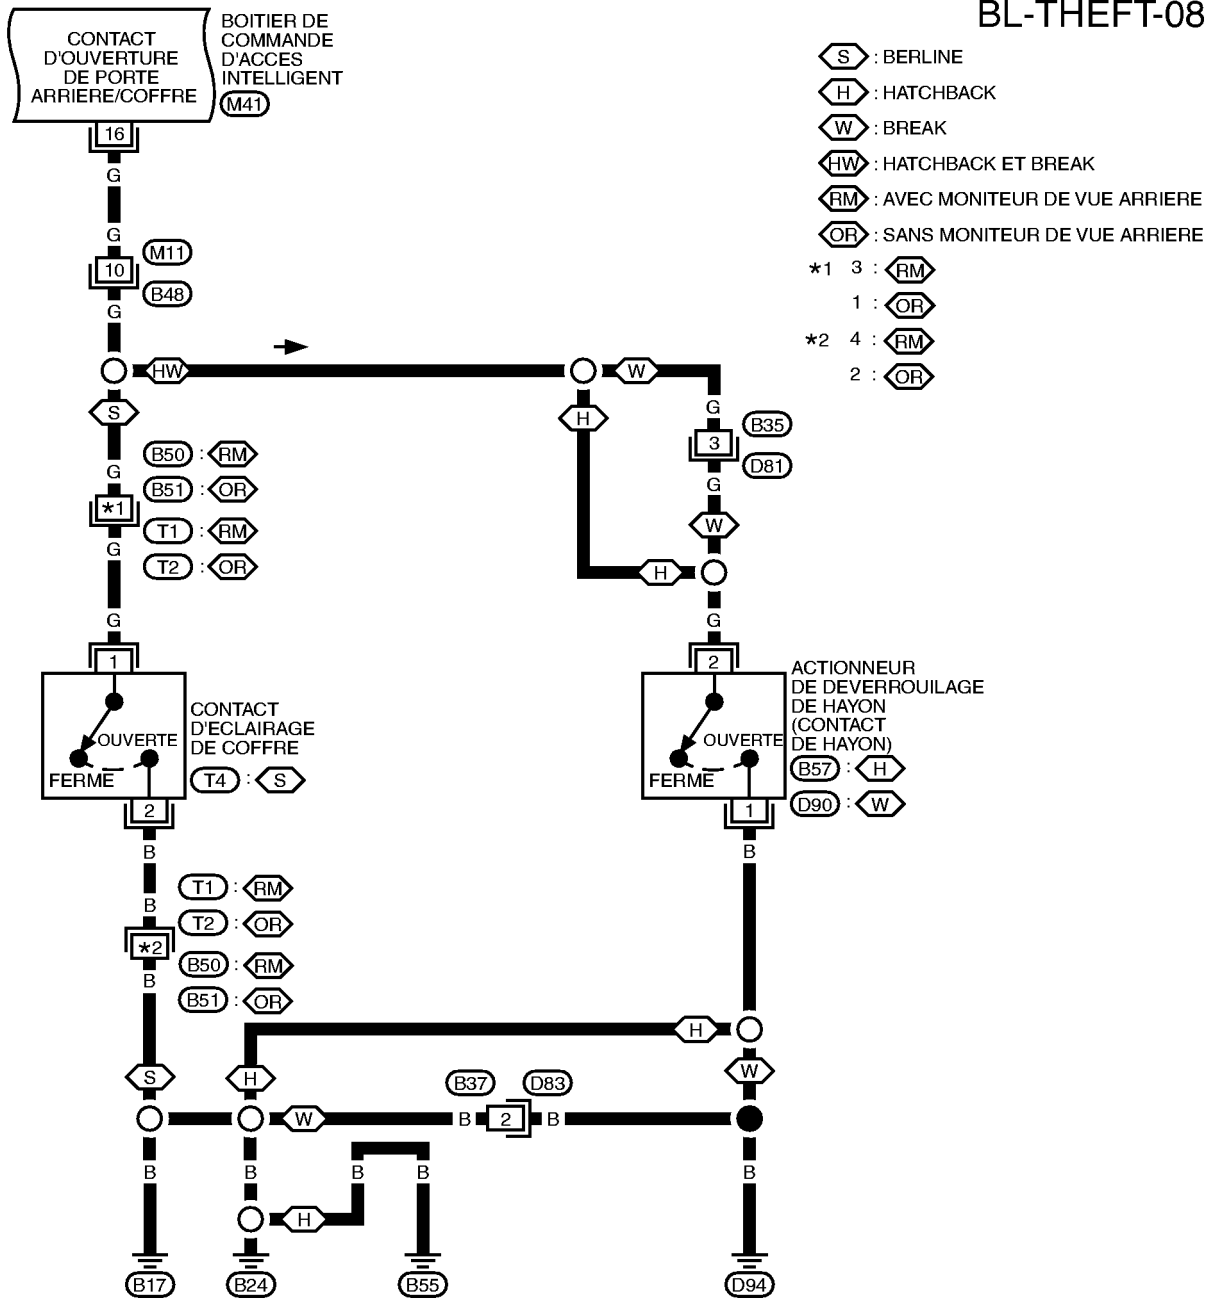 BL-THEFT-08
CONTACT
D'OUVERTURE
DE PORTE
ARRIERE/COFFRE
BOITIER DE
COMMANDE
D'ACCES
INTELLIGENT
M41
16
G
G
M11
10
B48
G
S : BERLINE
H : HATCHBACK
W : BREAK
HW : HATCHBACK ET BREAK
RM : AVEC MONITEUR DE VUE ARRIERE
OR : SANS MONITEUR DE VUE ARRIERE
*1 3 : RM
1 : OR
*2 4 : RM
2 : OR
HW
W
S
H
G
B35
3
D81
G
W
H
G
B50 : RM
G
B51 : OR
*1
T1 : RM
G
T2 : OR
G
1
2
CONTACT
D'ECLAIRAGE
DE COFFRE
T4 : S
OUVERTE
FERME
2
ACTIONNEUR
DE DEVERROUILAGE
DE HAYON
(CONTACT
DE HAYON)
B57 : H
D90 : W
OUVERTE
FERME
1
B
B
B
T1 : RM
T2 : OR
*2
B50 : RM
B
B51 : OR
H
S
H
W
B37
D83
W
B
2
B
B
B
B
B
B
H
B17
B24
B55
D94